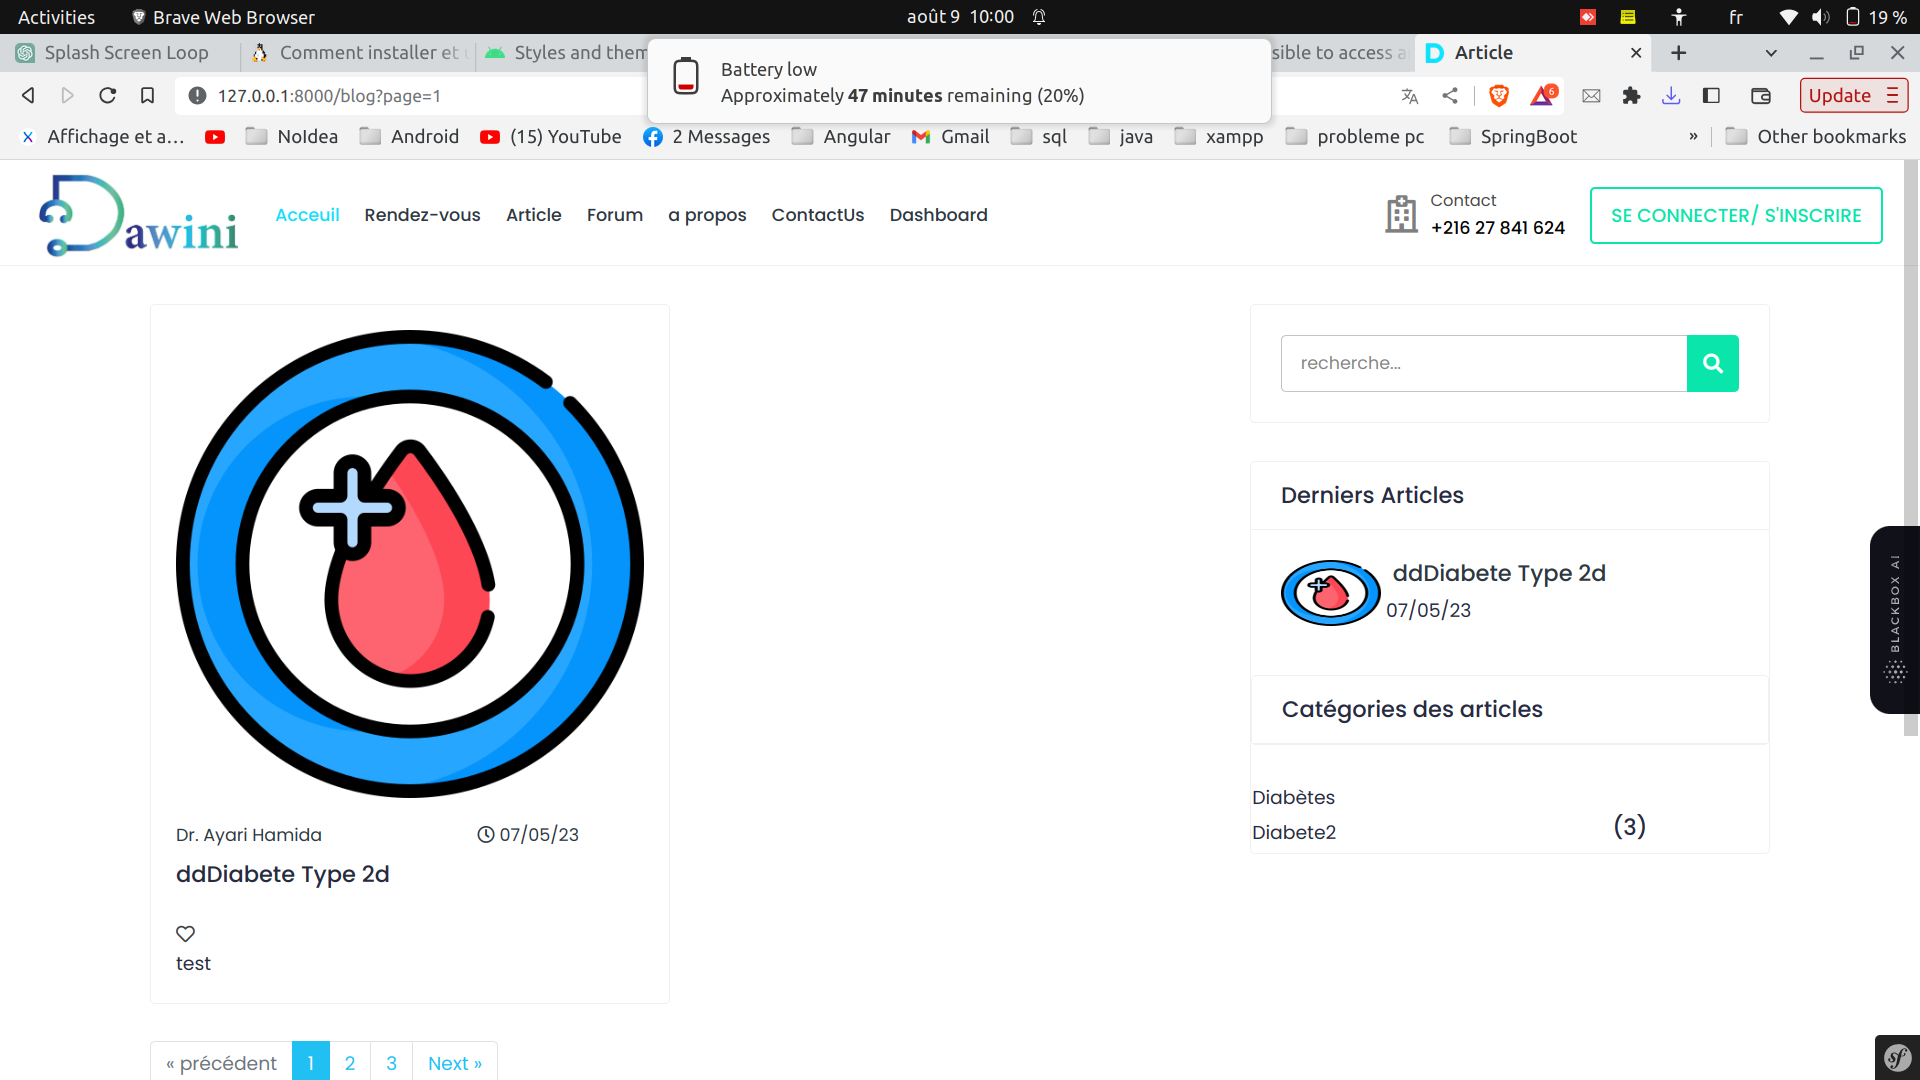 Activities
Brave Web Browser
août 9 10:00
fr
19 %
Splash Screen Loop
Comment installer et u
Styles and them
sible to access a
Article
Battery low
Approximately 47 minutes remaining (20%)
127.0.0.1:8000/blog?page=1
6
Update
Affichage et a...
NoIdea
Android
(15) YouTube
2 Messages
Angular
Gmail
sql
java
xampp
probleme pc
SpringBoot
»
Other bookmarks
Dawini
Acceuil
Rendez-vous
Article
Forum
a propos
ContactUs
Dashboard
Contact
+216 27 841 624
SE CONNECTER/ S'INSCRIRE
recherche...
Derniers Articles
ddDiabete Type 2d
07/05/23
Catégories des articles
Diabètes
Diabete2
(3)
BLACKBOX AI
Dr. Ayari Hamida
07/05/23
ddDiabete Type 2d
test
« précédent
1
2
3
Next »
sf